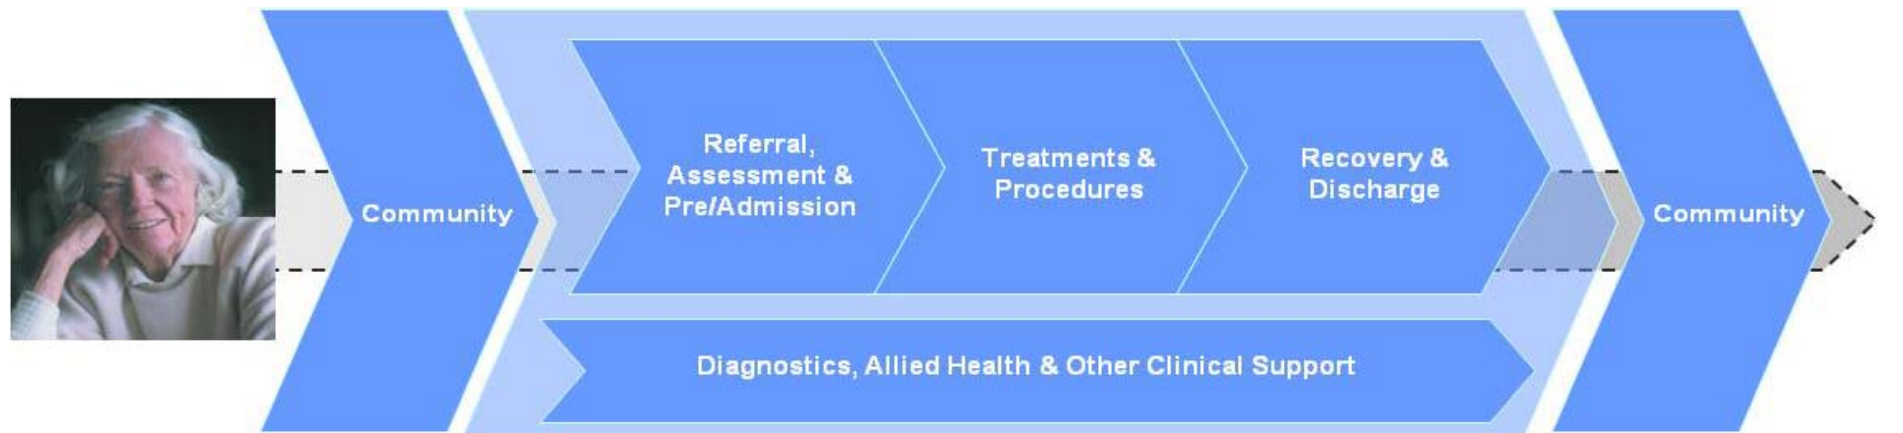 Community
Referral,
Assessment &
Pre/Admission
Treatments &
Procedures
Recovery &
Discharge
Community
Diagnostics, Allied Health & Other Clinical Support